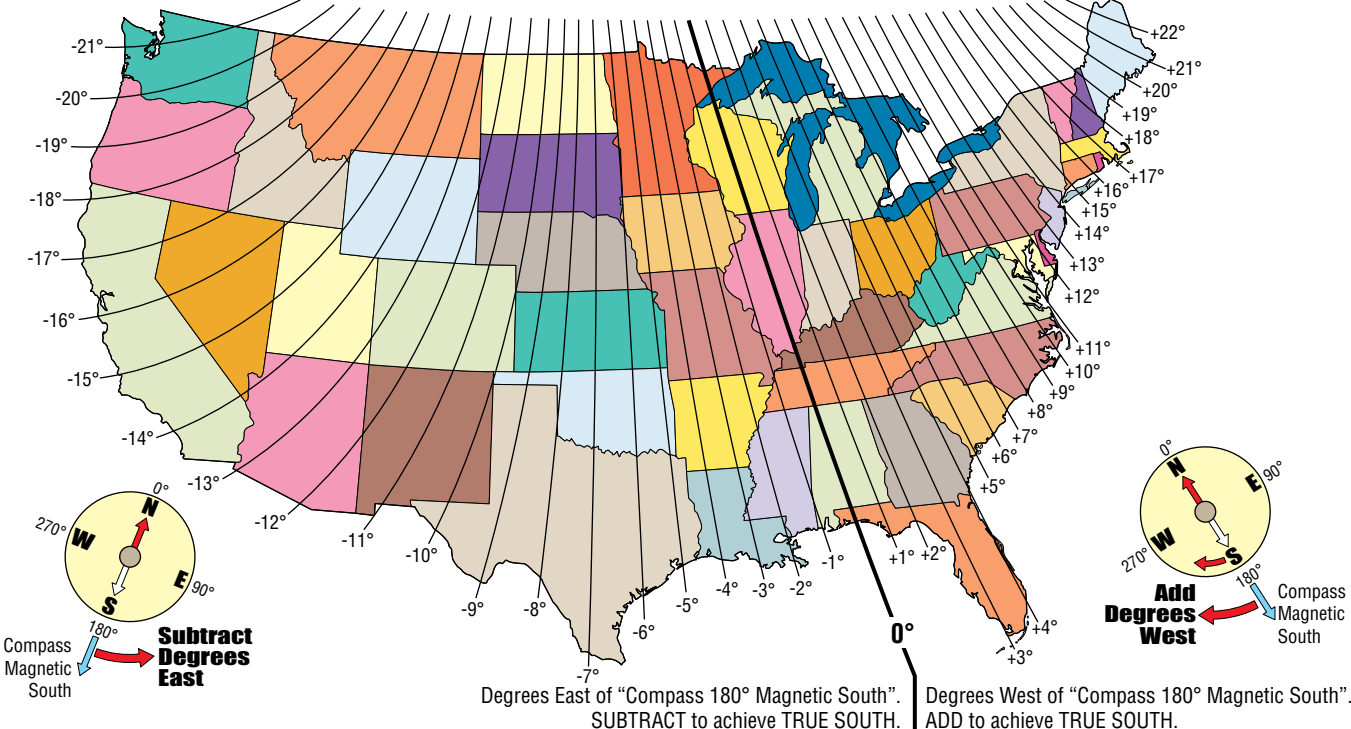 -21°
-20°
-19°
-18°
-17°
-16°
-15°
-14°
-13°
-12°
-11°
-10°
-9°
-8°
-7°
-6°
-5°
-4°
-3°
-2°
-1°
0°
+1°
+2°
+3°
+4°
+5°
+6°
+7°
+8°
+9°
+10°
+11°
+12°
+13°
+14°
+15°
+16°
+17°
+18°
+19°
+20°
+21°
+22°
0°
N
270°
W
E
90°
S
180°
Compass
Magnetic
South
Subtract
Degrees
East
0°
N
E
90°
W
270°
S
180°
Add
Degrees
West
Compass
Magnetic
South
Degrees East of “Compass 180° Magnetic South”.
SUBTRACT to achieve TRUE SOUTH.
Degrees West of “Compass 180° Magnetic South”.
ADD to achieve TRUE SOUTH.